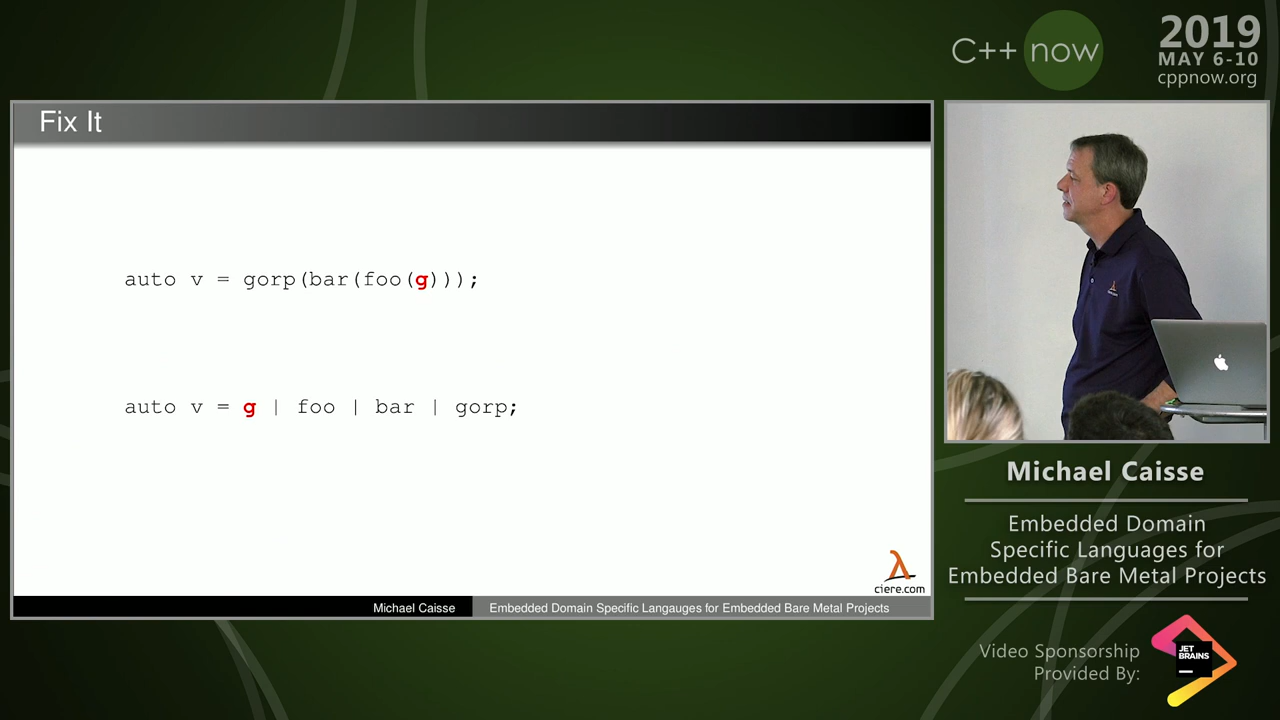 C++ now
2019
MAY 6-10
cppnow.org
Fix It
auto v = gorp(bar(foo(g)));
auto v = g | foo | bar | gorp;
ciere.com
Michael Caisse
Embedded Domain Specific Langauges for Embedded Bare Metal Projects
Michael Caisse
Embedded Domain
Specific Languages for
Embedded Bare Metal Projects
Video Sponsorship
Provided By:
JET
BRAINS